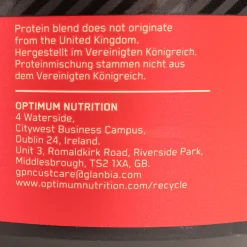 Protein blend does not originate
from the United Kingdom.
Hergestellt im Vereinigten Königreich.
Proteinmischung stammen nicht aus
dem Vereinigten Königreich.
OPTIMUM NUTRITION
4 Waterside,
Citywest Business Campus,
Dublin 24, Ireland.
Unit 3, Romaldkirk Road, Riverside Park,
Middlesbrough, TS2 1XA, GB.
gpncustcare@glanbia.com
www.optimumnutrition.com/recycle